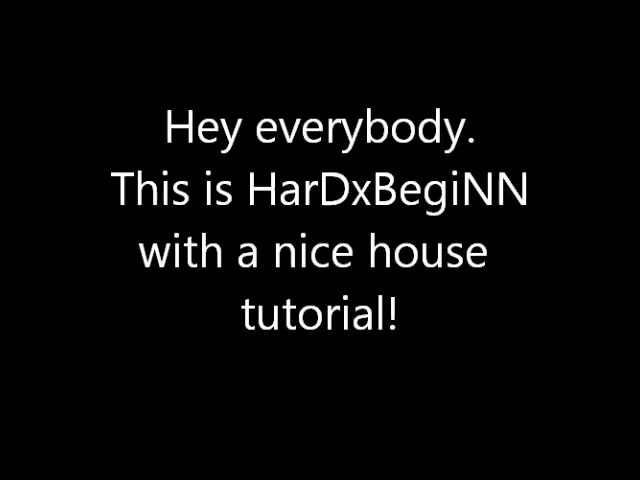 Hey everybody.
This is HarDxBegiNN
with a nice house
tutorial!